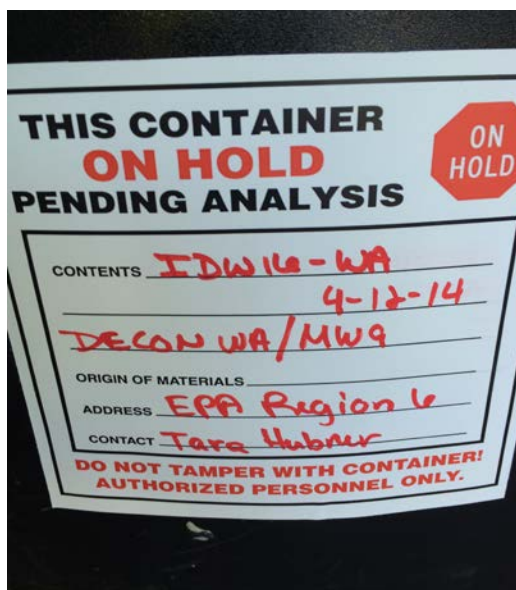 THIS CONTAINER
ON HOLD
PENDING ANALYSIS
ON
HOLD
CONTENTS IDW16-WA
4-12-14
DECON WA/MW9
ORIGIN OF MATERIALS
ADDRESS EPA Region 6
CONTACT Tara Hubner
DO NOT TAMPER WITH CONTAINER!
AUTHORIZED PERSONNEL ONLY.